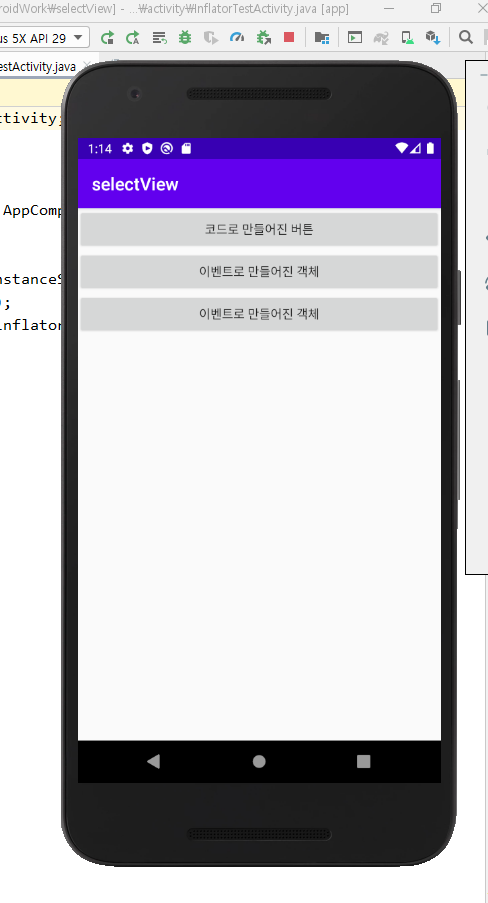 roidWork₩selectView] - ...₩activity₩InflatorTestActivity.java [app]
us 5X API 29
estActivity.java
ctivity;
1:14
selectView
AppComp
코드로 만들어진 버튼
이벤트로 만들어진 객체
nstanceS
);
이벤트로 만들어진 객체
inflator